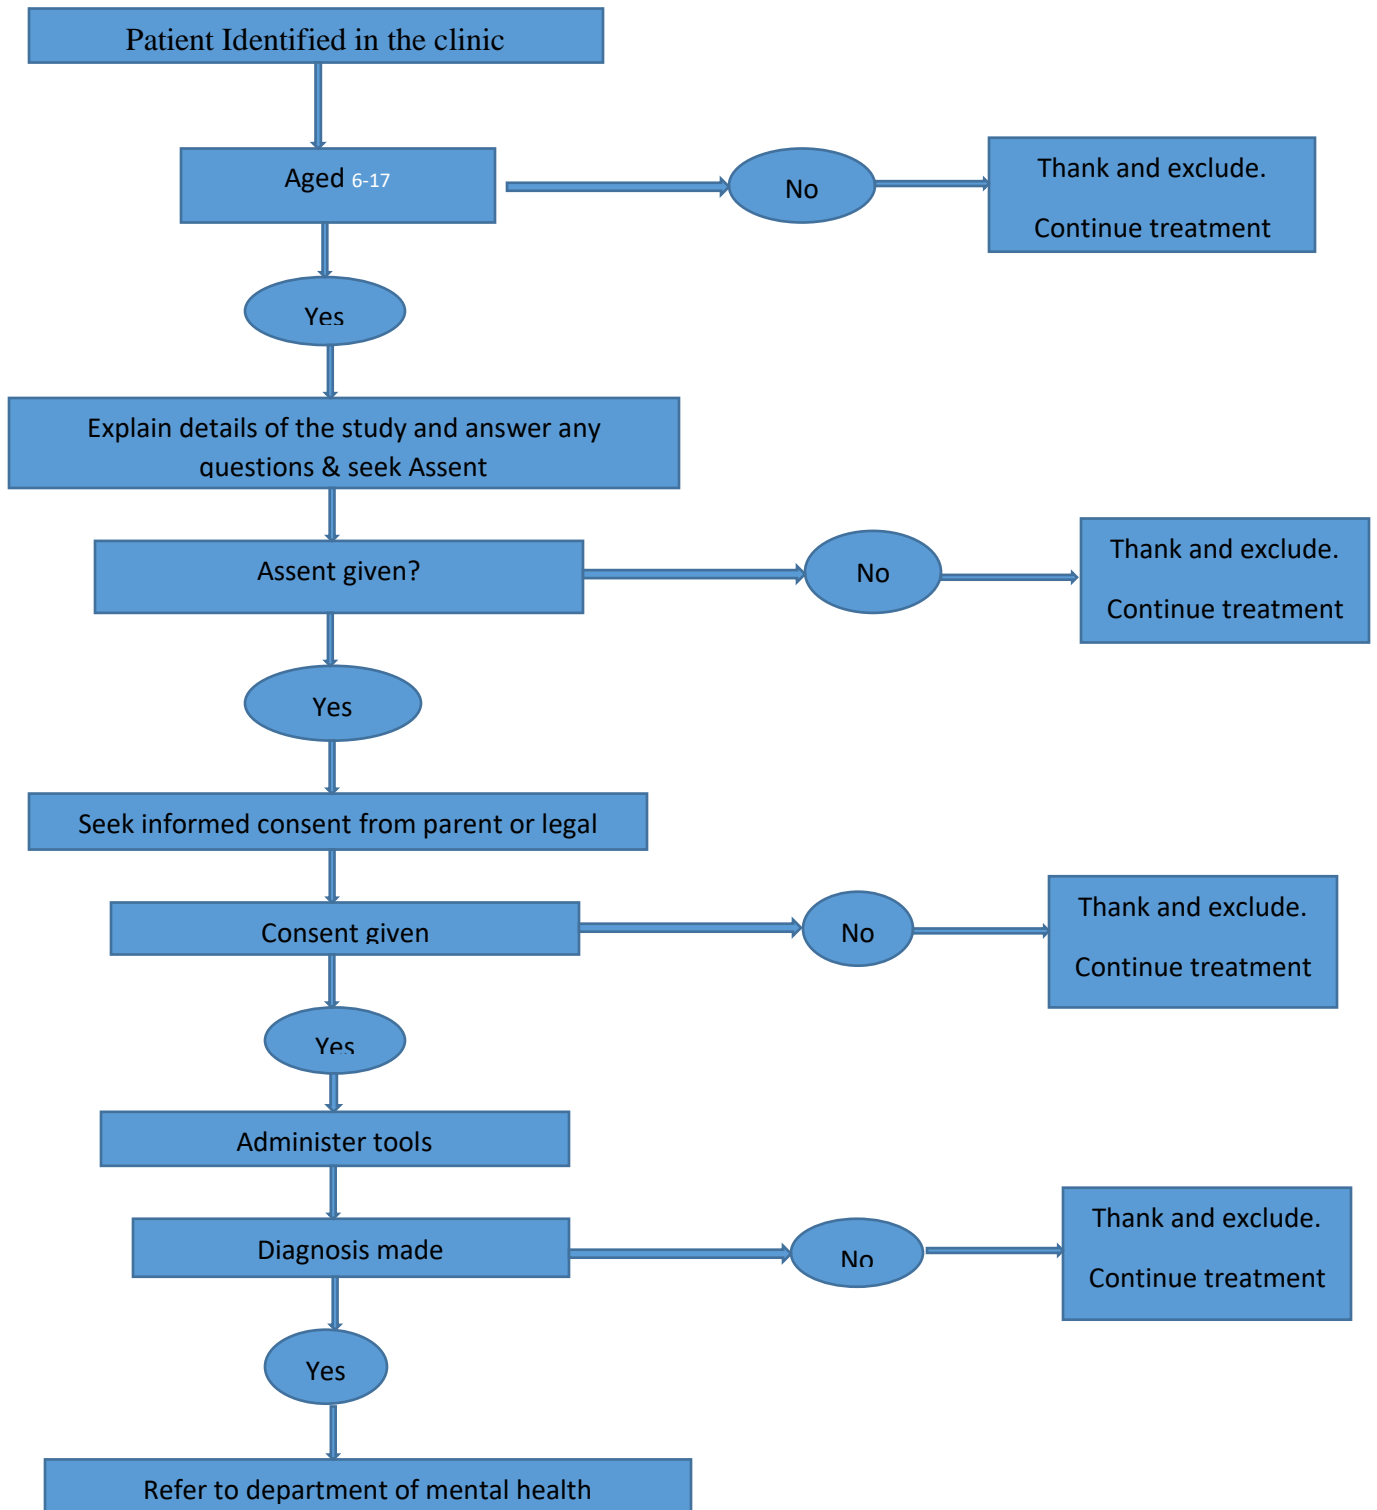 Patient Identified in the clinic
Aged 6-17
No
Thank and exclude.
Continue treatment
Yes
Explain details of the study and answer any
questions & seek Assent
Assent given?
No
Thank and exclude.
Continue treatment
Yes
Seek informed consent from parent or legal
Consent given
No
Thank and exclude.
Continue treatment
Yes
Administer tools
Diagnosis made
No
Thank and exclude.
Continue treatment
Yes
Refer to department of mental health